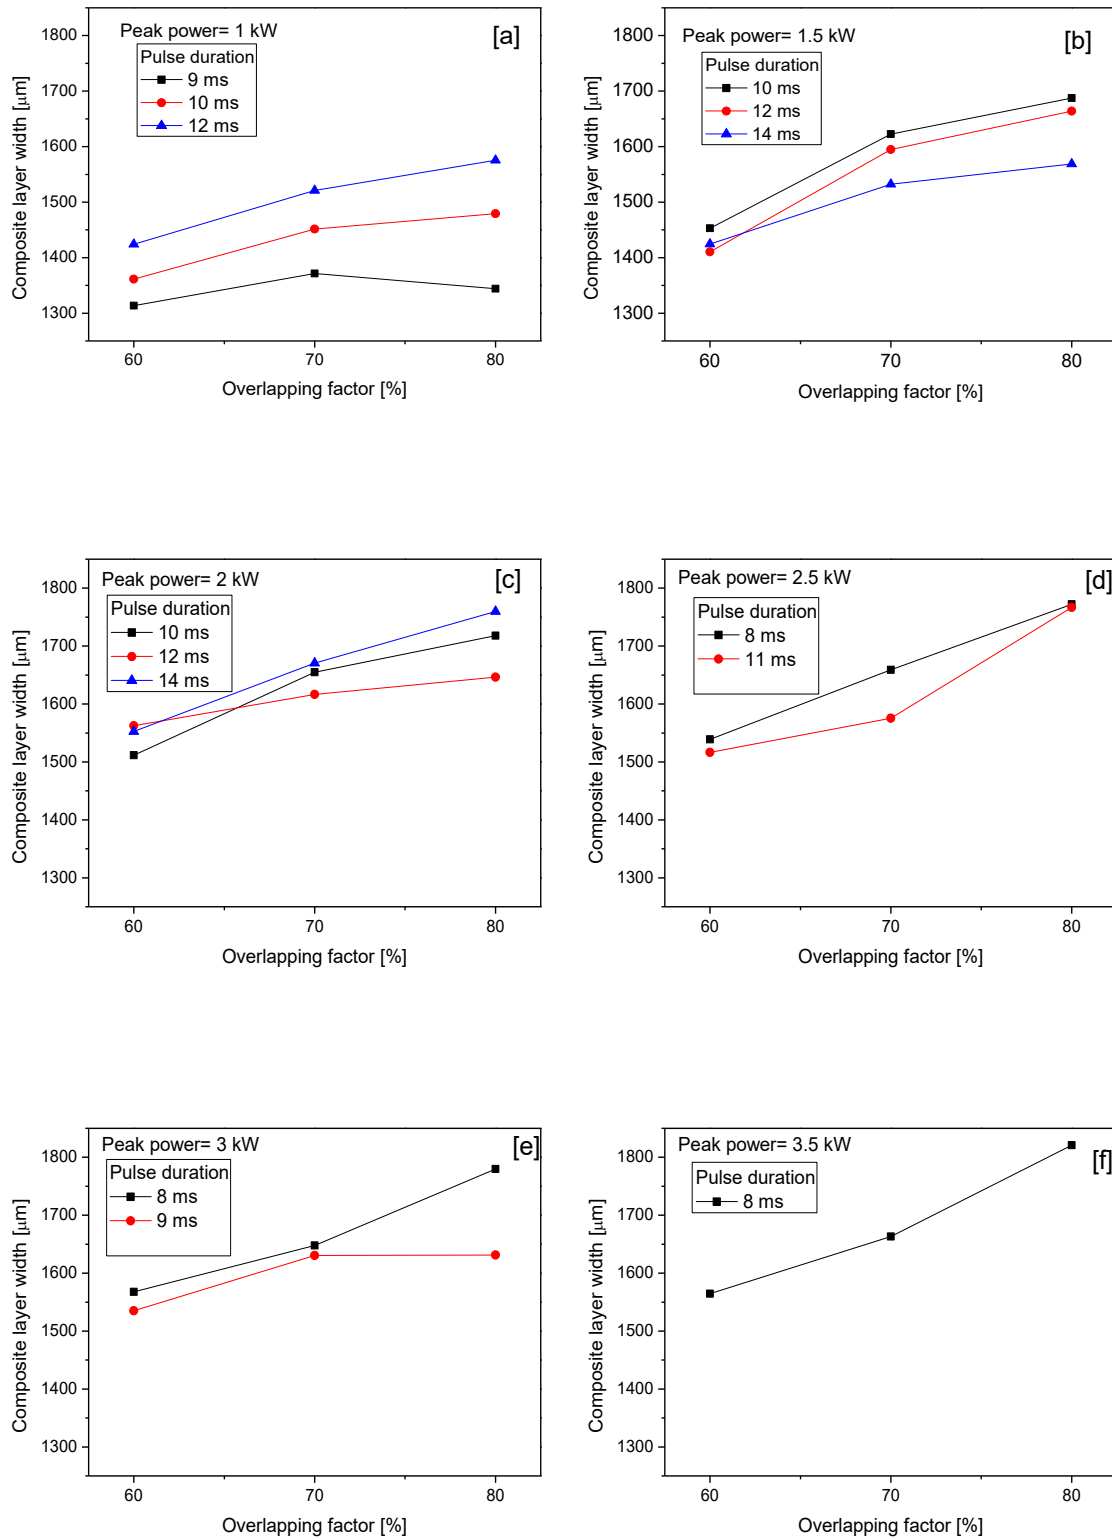 Peak power= 1 kW
[a]
Pulse duration
9 ms
10 ms
12 ms
1800
1700
1600
1500
1400
1300
Composite layer width [μm]
60
70
80
Overlapping factor [%]
Peak power= 1.5 kW
[b]
Pulse duration
10 ms
12 ms
14 ms
1800
1700
1600
1500
1400
1300
Composite layer width [μm]
60
70
80
Overlapping factor [%]
Peak power= 2 kW
[c]
Pulse duration
10 ms
12 ms
14 ms
1800
1700
1600
1500
1400
1300
Composite layer width [μm]
60
70
80
Overlapping factor [%]
Peak power= 2.5 kW
[d]
Pulse duration
8 ms
11 ms
1800
1700
1600
1500
1400
1300
Composite layer width [μm]
60
70
80
Overlapping factor [%]
Peak power= 3 kW
[e]
Pulse duration
8 ms
9 ms
1800
1700
1600
1500
1400
1300
Composite layer width [μm]
60
70
80
Overlapping factor [%]
Peak power= 3.5 kW
[f]
Pulse duration
8 ms
1800
1700
1600
1500
1400
1300
Composite layer width [μm]
60
70
80
Overlapping factor [%]